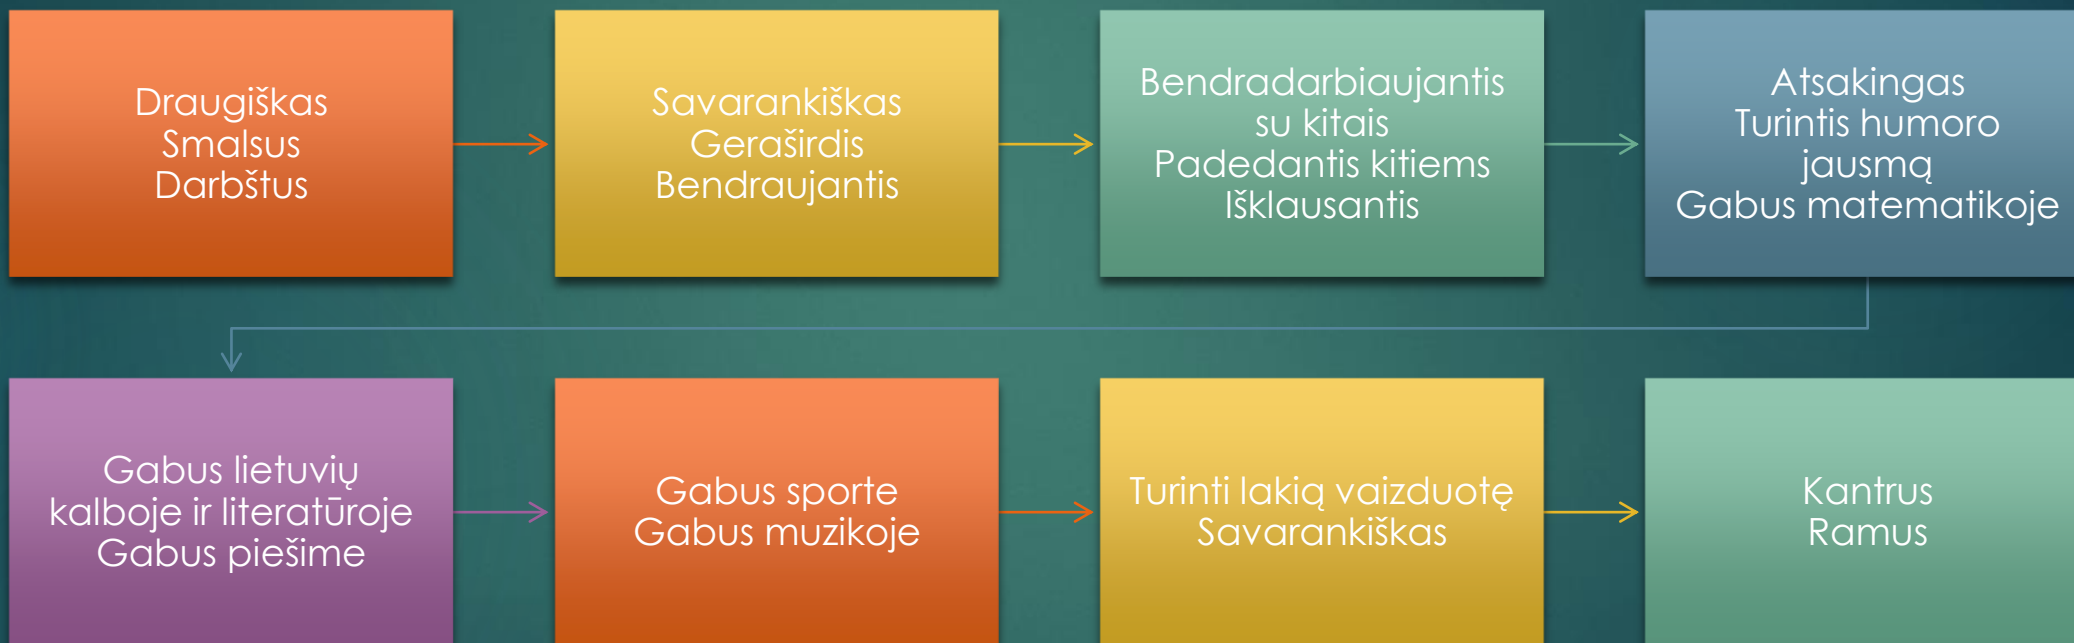 Draugiškas
Smalsus
Darbštus
Savarankiškas
Geraširdis
Bendraujantis
Bendradarbiaujantis
su kitais
Padedantis kitiems
Išklausantis
Atsakingas
Turintis humoro
jausmą
Gabus matematikoje
Gabus lietuvių
kalboje ir literatūroje
Gabus piešime
Gabus sporte
Gabus muzikoje
Turinti lakią vaizduotę
Savarankiškas
Kantrus
Ramus